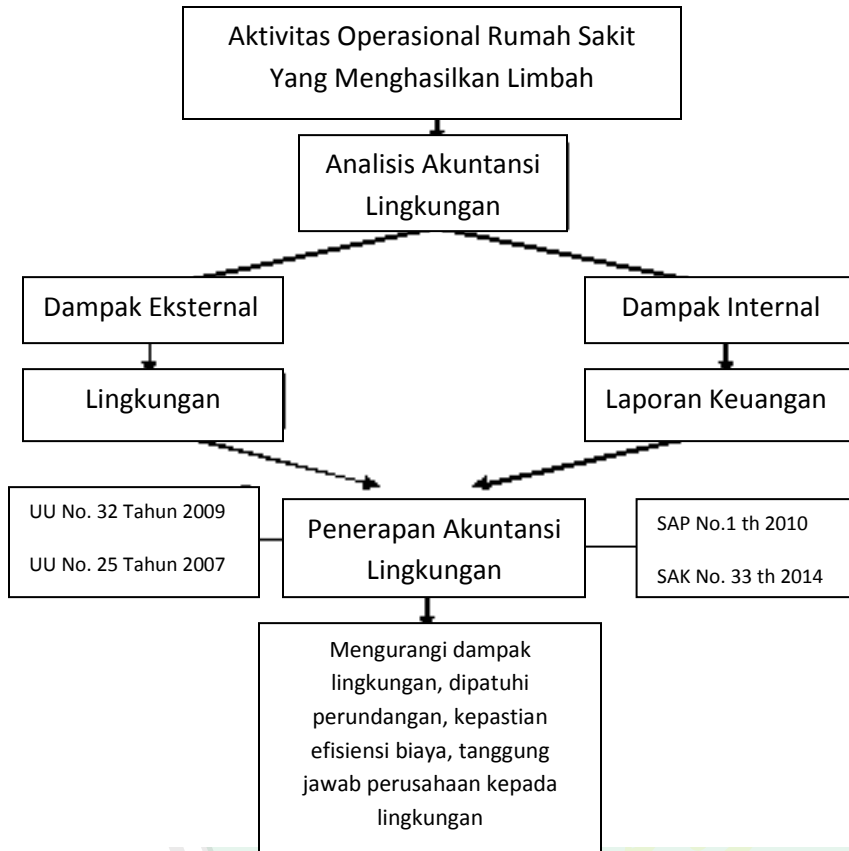 Aktivitas Operasional Rumah Sakit
Yang Menghasilkan Limbah
Analisis Akuntansi
Lingkungan
Dampak Eksternal
Dampak Internal
Lingkungan
Laporan Keuangan
UU No. 32 Tahun 2009
UU No. 25 Tahun 2007
Penerapan Akuntansi
Lingkungan
SAP No.1 th 2010
SAK No. 33 th 2014
Mengurangi dampak
lingkungan, dipatuhi
perundangan, kepastian
efisiensi biaya, tanggung
jawab perusahaan kepada
lingkungan